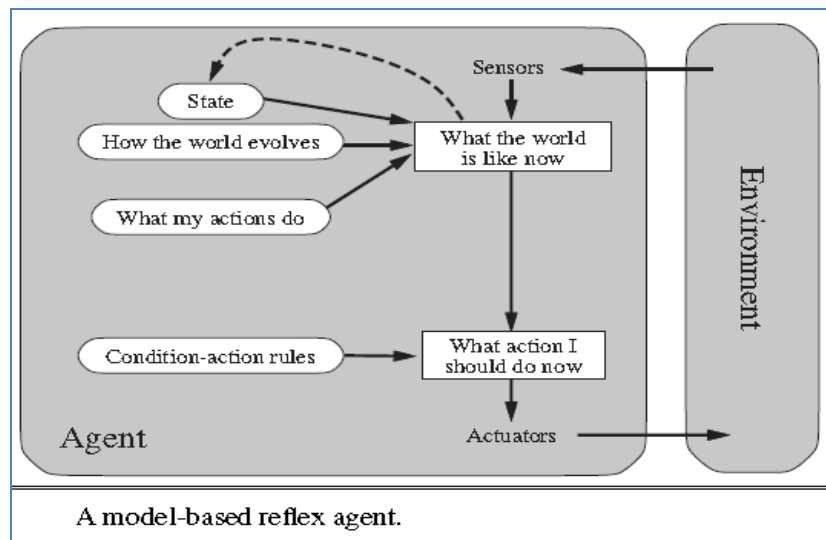 Sensors
State
How the world evolves
What the world
is like now
What my actions do
Condition-action rules
What action I
should do now
Agent
Actuators
Environment
A model-based reflex agent.